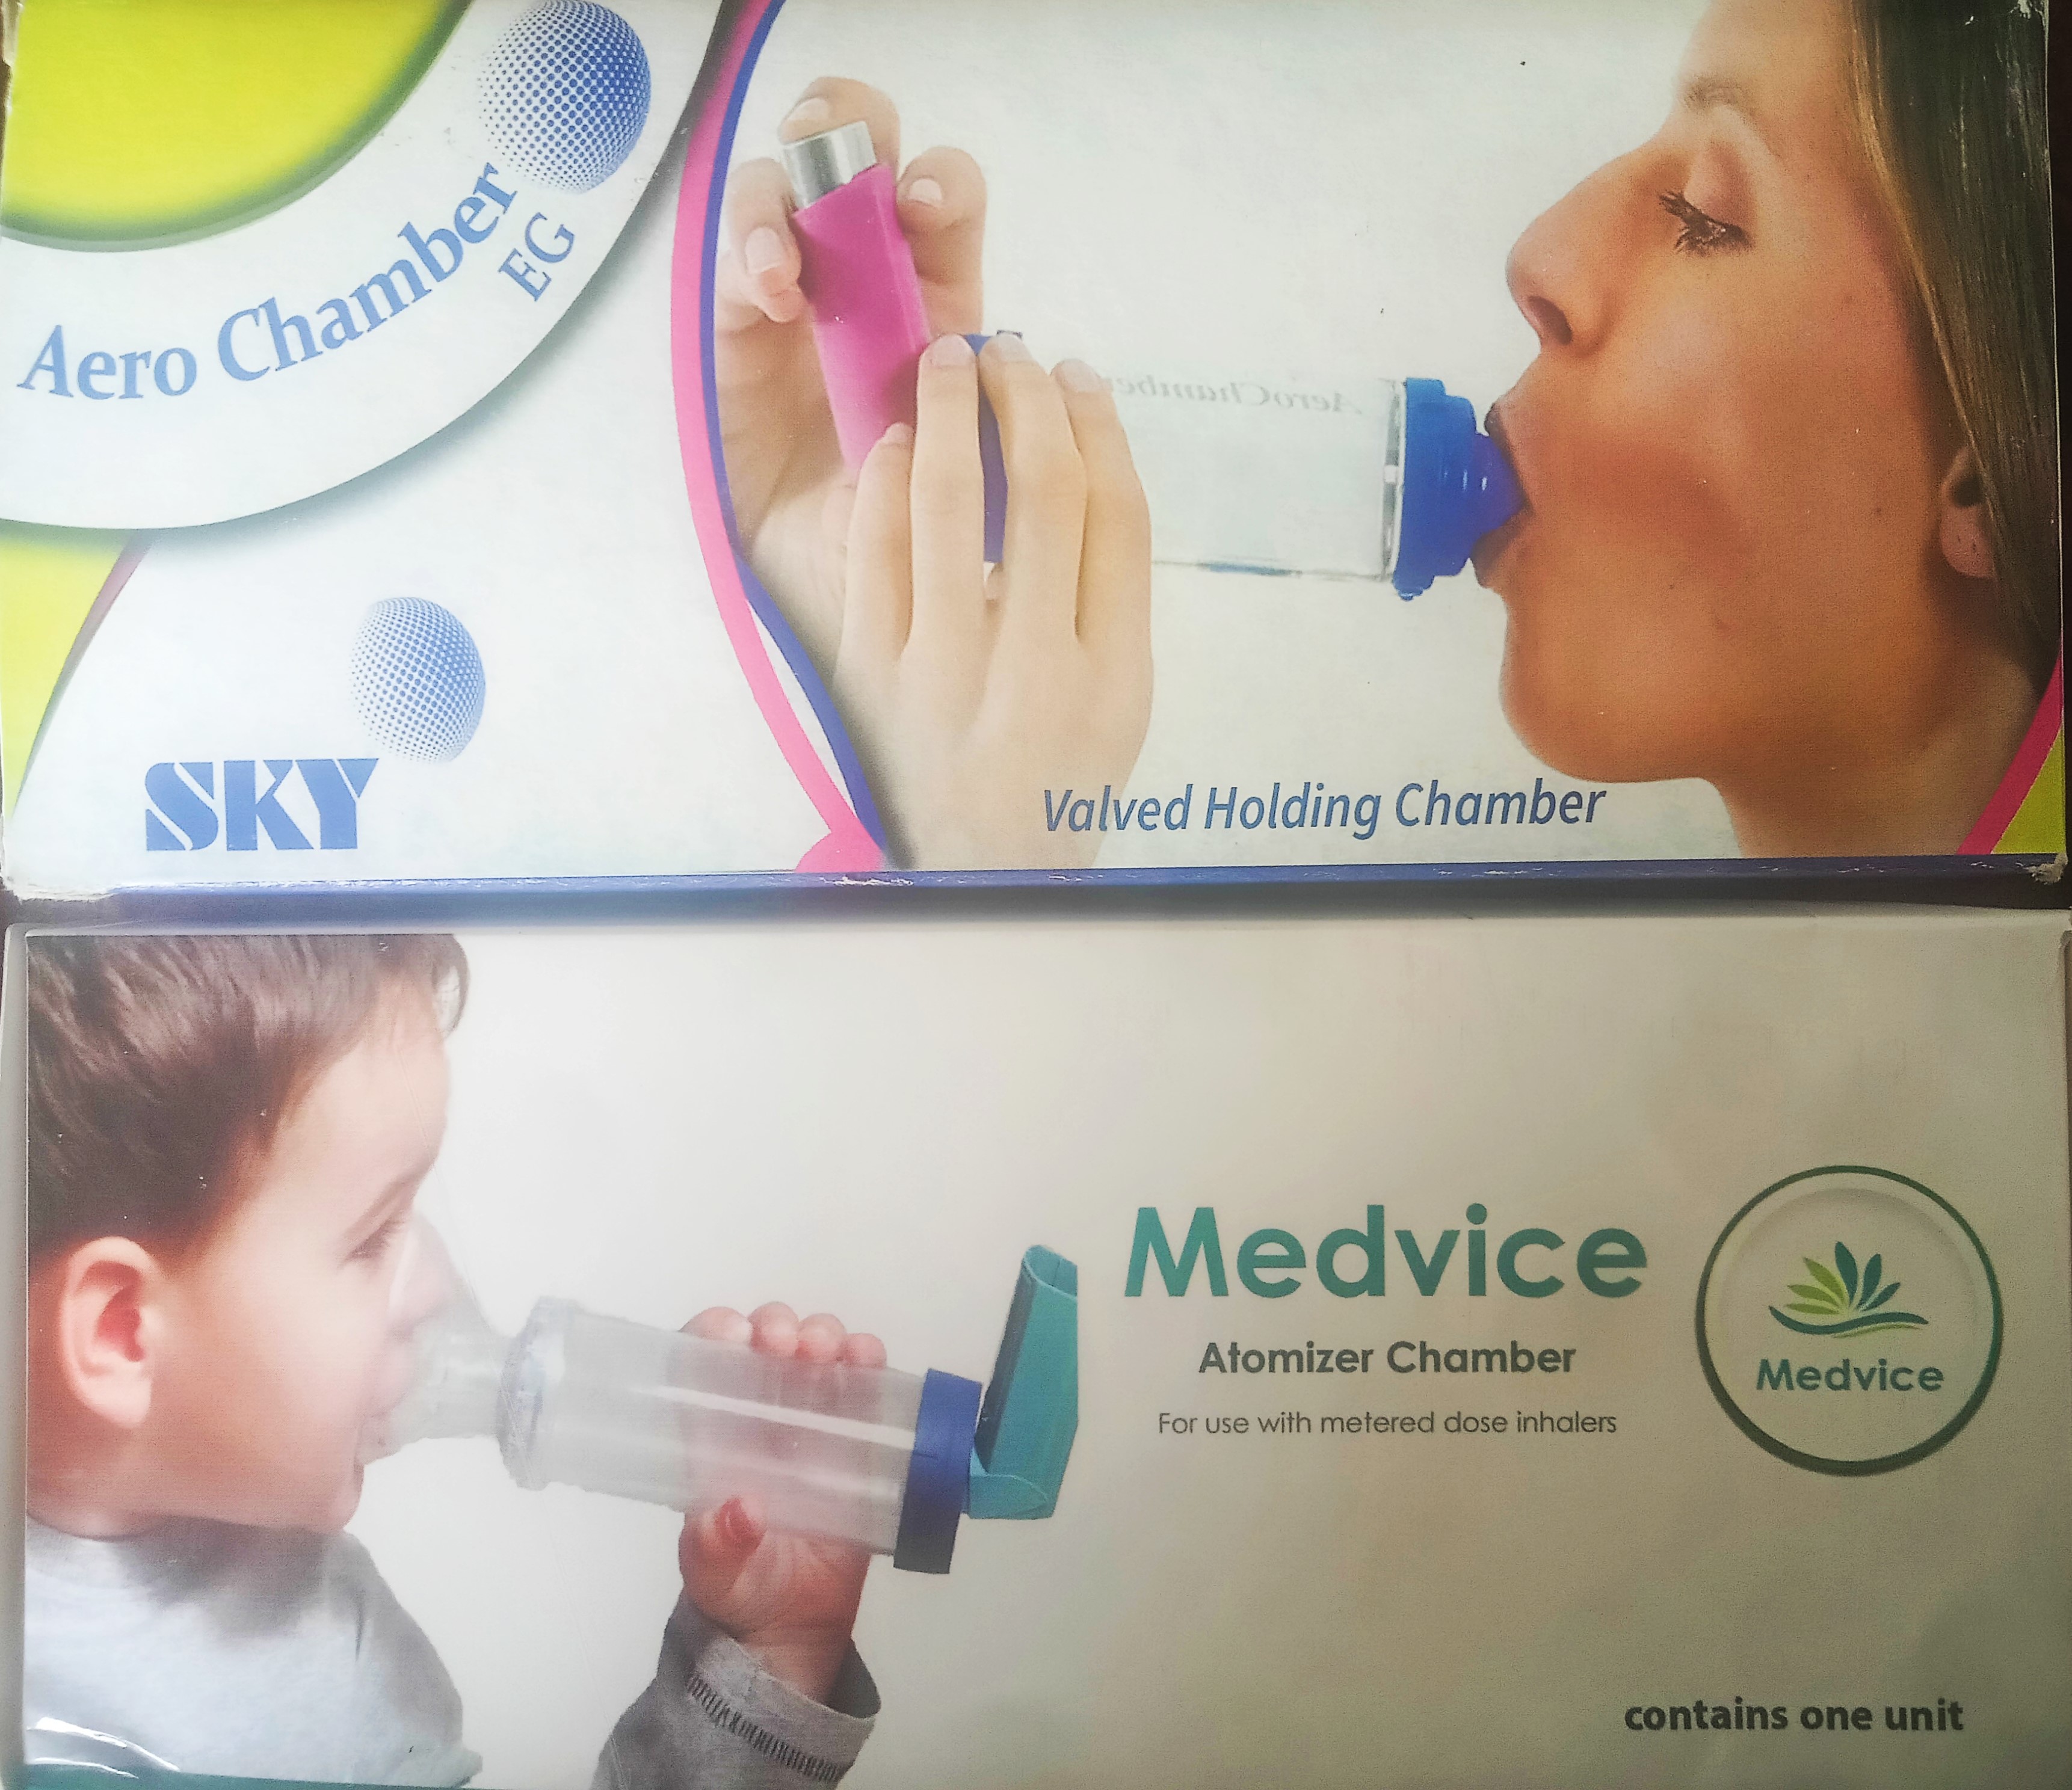 Aero Chamber
EG
AeroChamber
SKY
Valved Holding Chamber
Medvice
Atomizer Chamber
For use with metered dose inhalers
Medvice
contains one unit